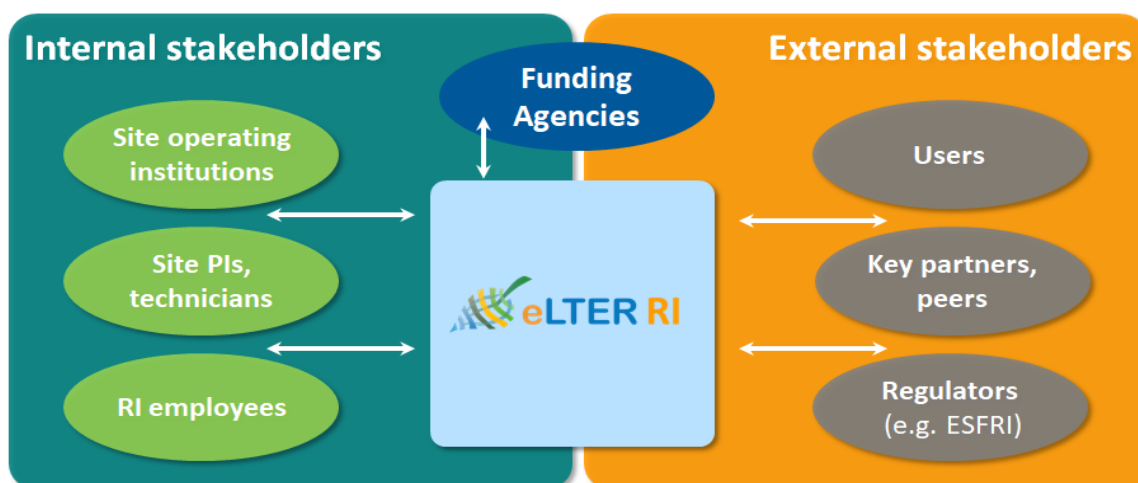 Internal stakeholders
External stakeholders
Funding
Agencies
Site operating
institutions
Users
Site PIs,
technicians
Key partners,
peers
eLTER RI
RI employees
Regulators
(e.g. ESFRI)